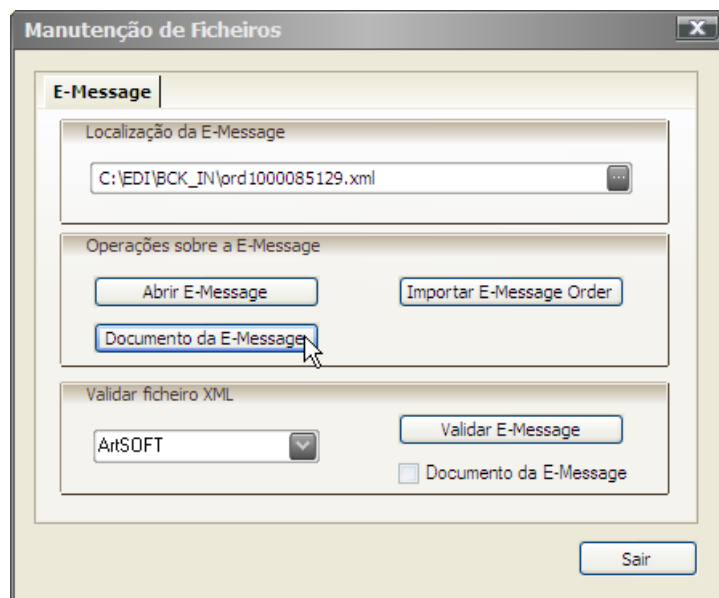 Manutenção de Ficheiros
E-Message
Localização da E-Message
C:\EDI\BCK_IN\ord1000085129.xml
...
Operações sobre a E-Message
Abrir E-Message
Importar E-Message Order
Documento da E-Message
Validar ficheiro XML
ArtSOFT
Validar E-Message
Documento da E-Message
Sair